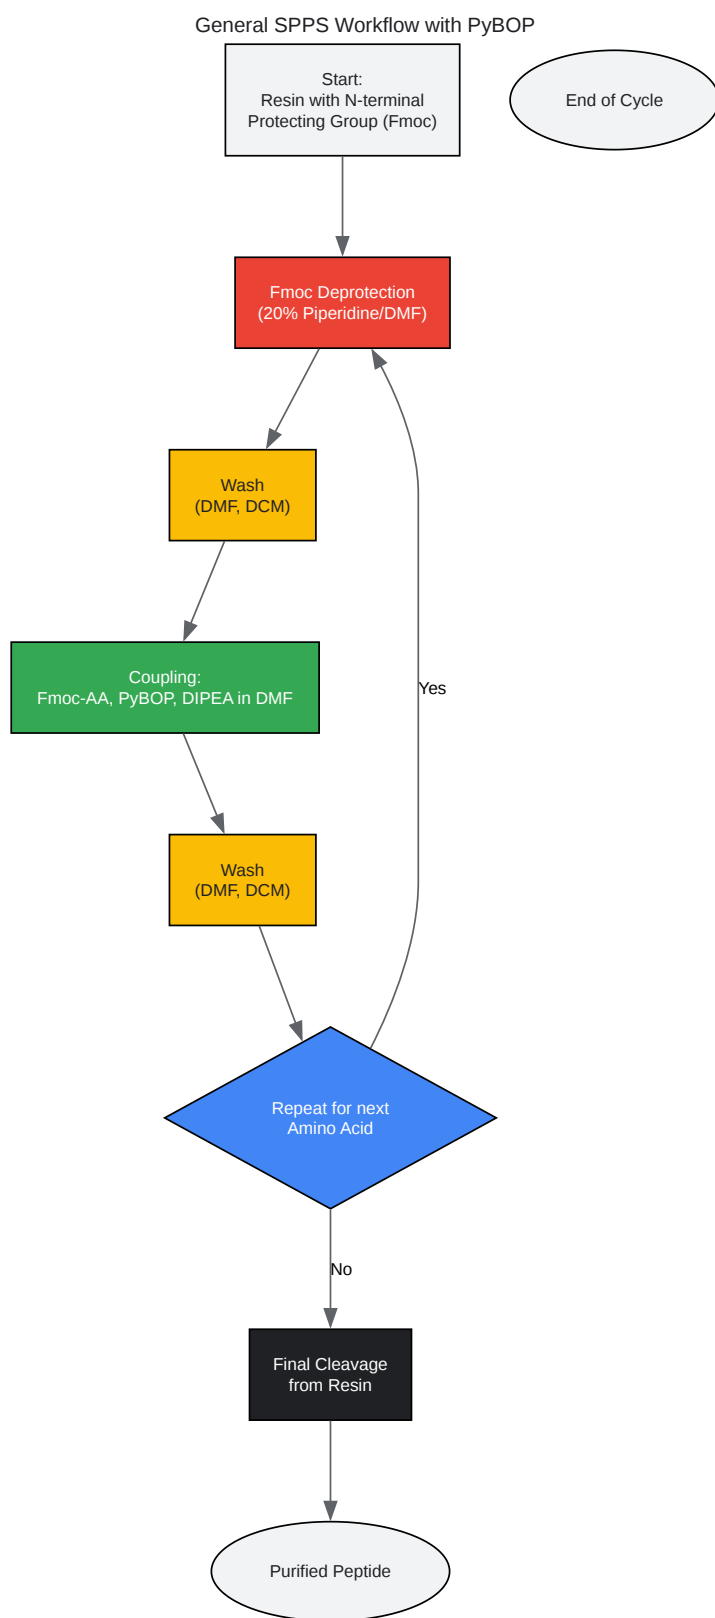 General SPPS Workflow with PyBOP
Start:
Resin with N-terminal
Protecting Group (Fmoc)
End of Cycle
Fmoc Deprotection
(20% Piperidine/DMF)
Wash
(DMF, DCM)
Coupling:
Fmoc-AA, PyBOP, DIPEA in DMF
Yes
Wash
(DMF, DCM)
Repeat for next
Amino Acid
No
Final Cleavage
from Resin
Purified Peptide